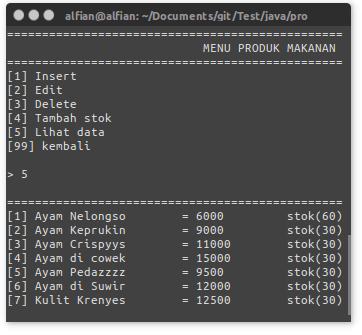 alfian@alfian: ~/Documents/git/Test/java/pro
================================================
MENU PRODUK MAKANAN
================================================
[1] Insert
[2] Edit
[3] Delete
[4] Tambah stok
[5] Lihat data
[99] kembali
> 5
================================================
[1] Ayam Nelongso = 6000 stok(60)
[2] Ayam Keprukin = 9000 stok(30)
[3] Ayam Crispyys = 11000 stok(30)
[4] Ayam di cowek = 15000 stok(30)
[5] Ayam Pedazzzz = 9500 stok(30)
[6] Ayam di Suwir = 12000 stok(30)
[7] Kulit Krenyes = 12500 stok(30)